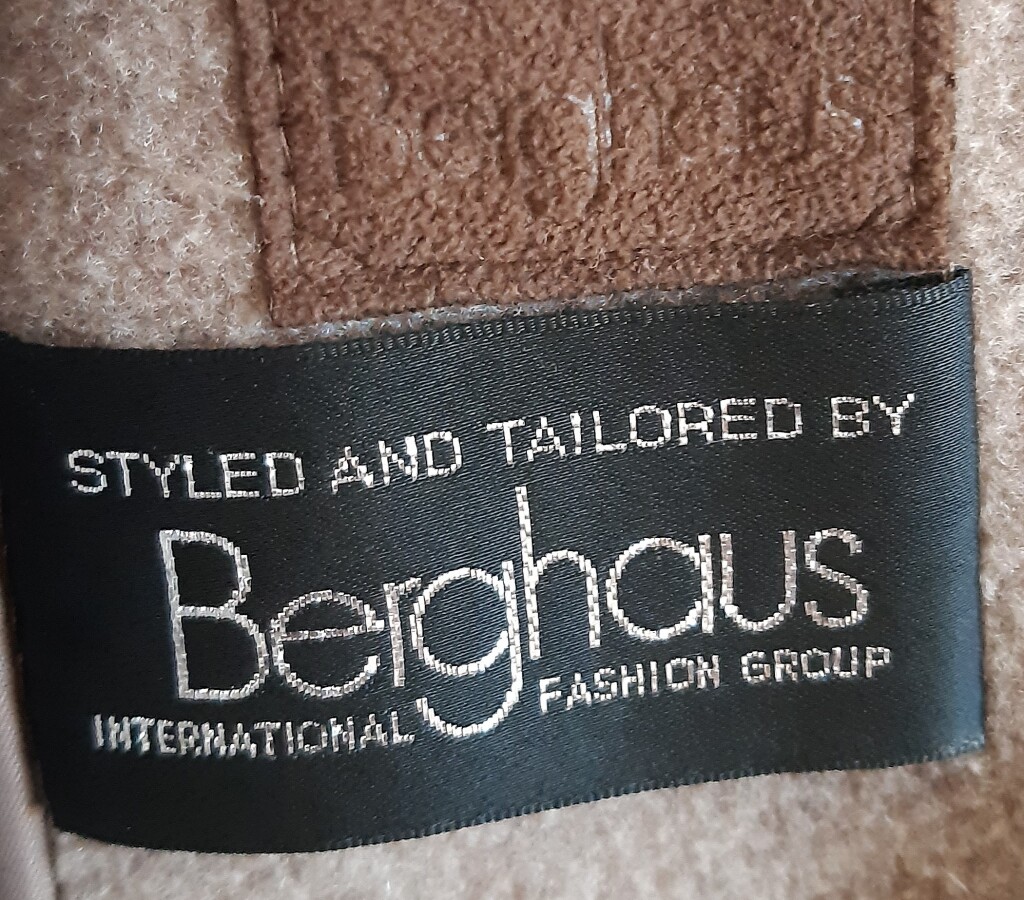 Berghaus
STYLED AND TAILORED BY
Berghaus
INTERNATIONAL FASHION GROUP